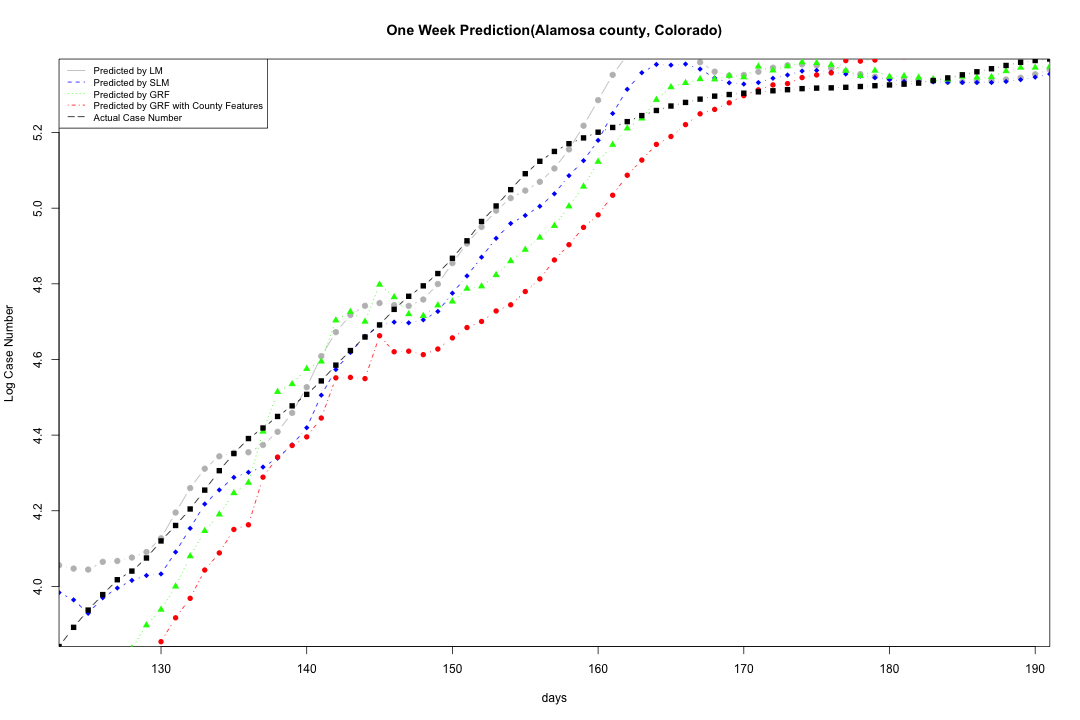 One Week Prediction(Alamosa county, Colorado)
Predicted by LM
Predicted by SLM
Predicted by GRF
Predicted by GRF with County Features
Actual Case Number
5.2
5.0
4.8
4.6
4.4
4.2
4.0
Log Case Number
130 140 150 160 170 180 190
days